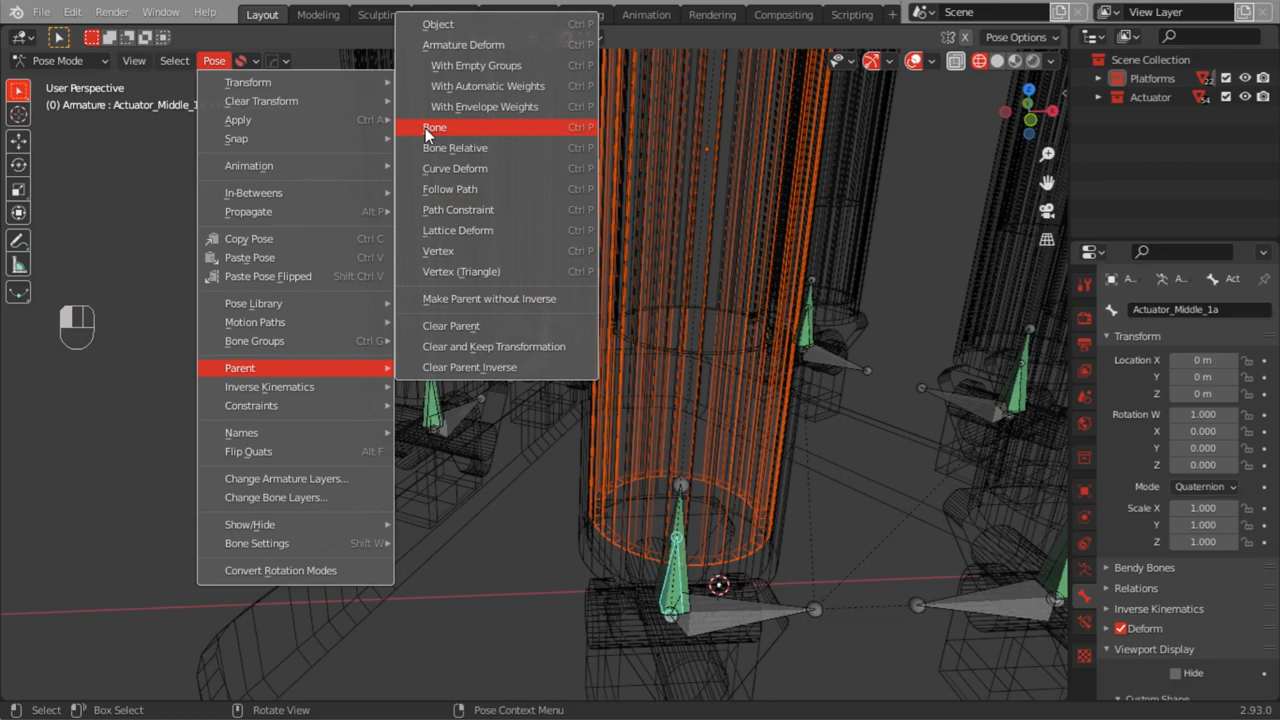 File Edit Render Window Help Layout Modeling Animation Rendering Compositing Scripting + Scene View Layer
X Pose Options
Pose Mode View Select Pose
User Perspective
(0) Armature : Actuator_Middle_1
Transform
Clear Transform
Apply Ctrl A
Snap
Animation
In-Betweens
Propagate Alt P
Copy Pose Ctrl C
Paste Pose Ctrl V
Paste Pose Flipped Shift Ctrl V
Pose Library
Motion Paths
Bone Groups Ctrl G
Parent
Inverse Kinematics
Constraints
Names
Flip Quats Alt F
Change Armature Layers...
Change Bone Layers...
Show/Hide
Bone Settings Shift W
Convert Rotation Modes
Object Ctrl P
Armature Deform Ctrl P
With Empty Groups Ctrl P
With Automatic Weights Ctrl P
With Envelope Weights Ctrl P
Bone Ctrl P
Bone Relative Ctrl P
Curve Deform Ctrl P
Follow Path Ctrl P
Path Constraint Ctrl P
Lattice Deform Ctrl P
Vertex Ctrl P
Vertex (Triangle) Ctrl P
Make Parent without Inverse
Clear Parent
Clear and Keep Transformation
Clear Parent Inverse
Scene Collection
Platforms 22
Actuator 54
A... A... Act
Actuator_Middle_1a
Transform
Location X 0 m
Y 0 m
Z 0 m
Rotation W 1.000
X 0.000
Y 0.000
Z 0.000
Mode Quaternion
Scale X 1.000
Y 1.000
Z 1.000
Bendy Bones
Relations
Inverse Kinematics
Deform
Viewport Display
Hide
Custom Shape
Select Box Select Rotate View Pose Context Menu 2.93.0